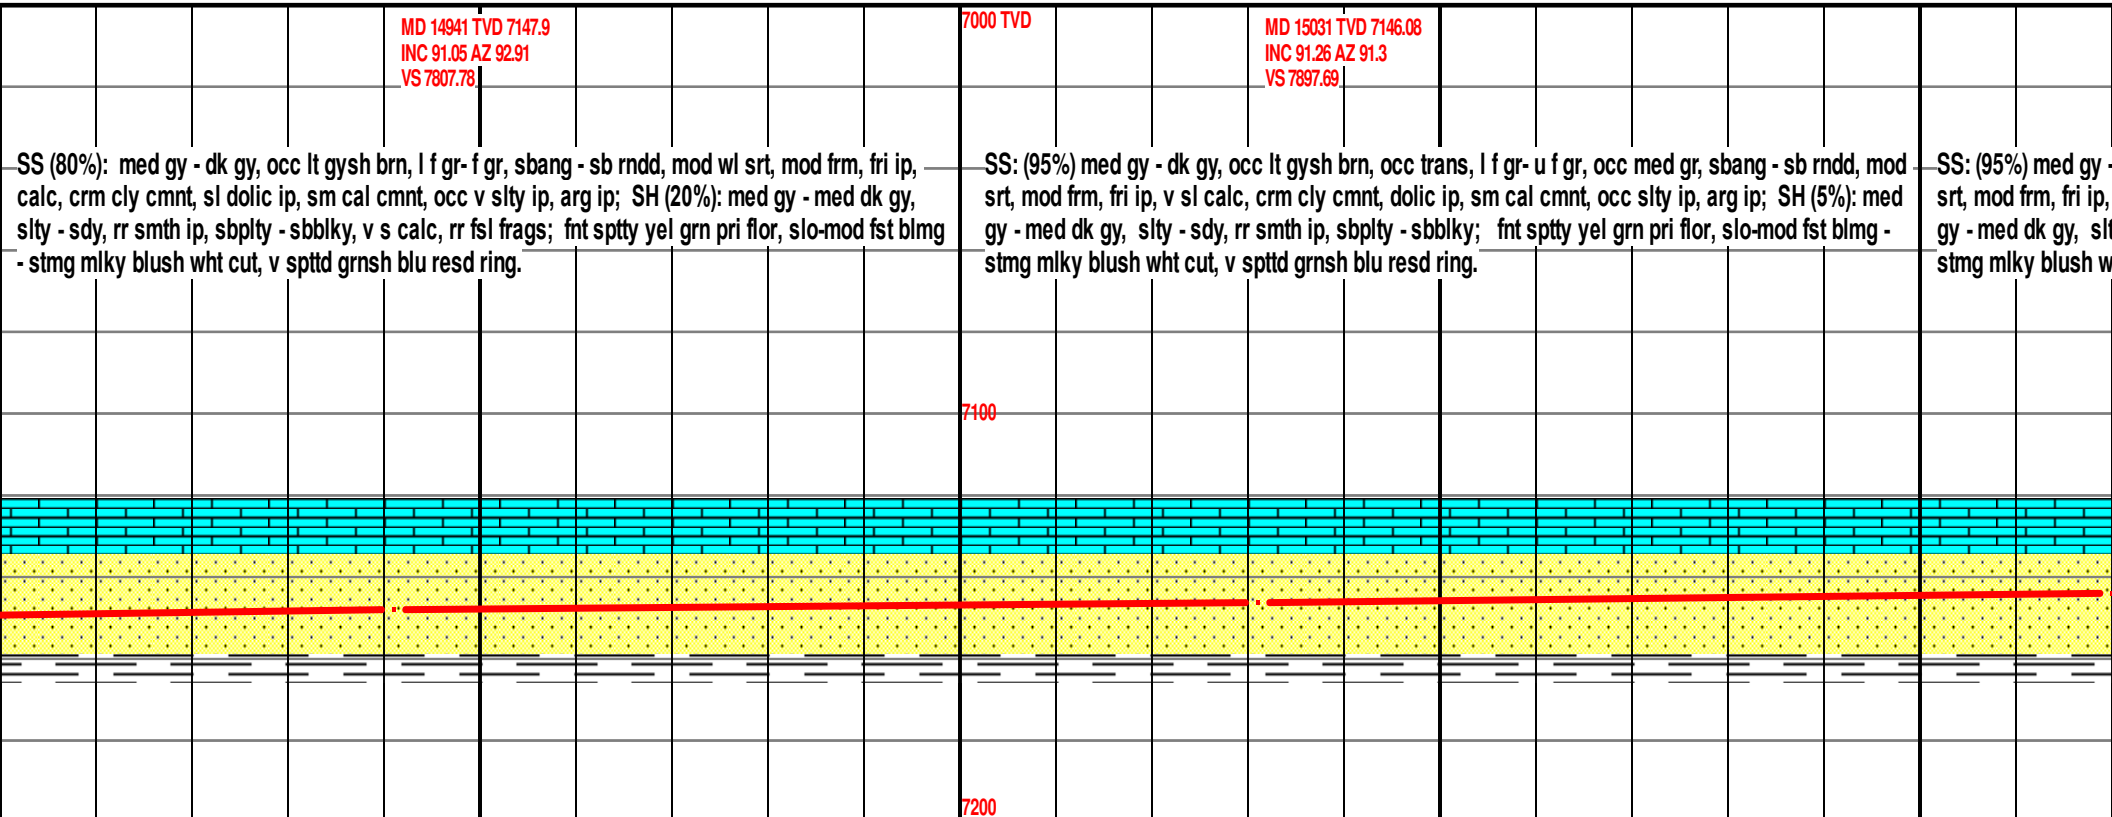 MD 14941 TVD 7147.9
INC 91.05 AZ 92.91
VS 7807.78
7000 TVD
MD 15031 TVD 7146.08
INC 91.26 AZ 91.3
VS 7897.69
SS (80%):  med gy - dk gy, occ lt gysh brn, l f gr- f gr, sbang - sb rndd, mod wl srt, mod frm, fri ip,
calc, crm cly cmnt, sl dolic ip, sm cal cmnt, occ v slty ip, arg ip;  SH (20%): med gy - med dk gy,
slty - sdy, rr smth ip, sbplty - sbblky, v s calc, rr fsl frags;  fnt sptty yel grn pri flor, slo-mod fst blmg
- stmg mlky blush wht cut, v spttd grnsh blu resd ring.
SS: (95%) med gy - dk gy, occ lt gysh brn, occ trans, l f gr- u f gr, occ med gr, sbang - sb rndd, mod
srt, mod frm, fri ip, v sl calc, crm cly cmnt, dolic ip, sm cal cmnt, occ slty ip, arg ip;  SH (5%): med
gy - med dk gy,  slty - sdy, rr smth ip, sbplty - sbblky;   fnt sptty yel grn pri flor, slo-mod fst blmg -
stmg mlky blush wht cut, v spttd grnsh blu resd ring.
SS: (95%) med gy -
srt, mod frm, fri ip,
gy - med dk gy,  slt
stmg mlky blush w
7100
7200